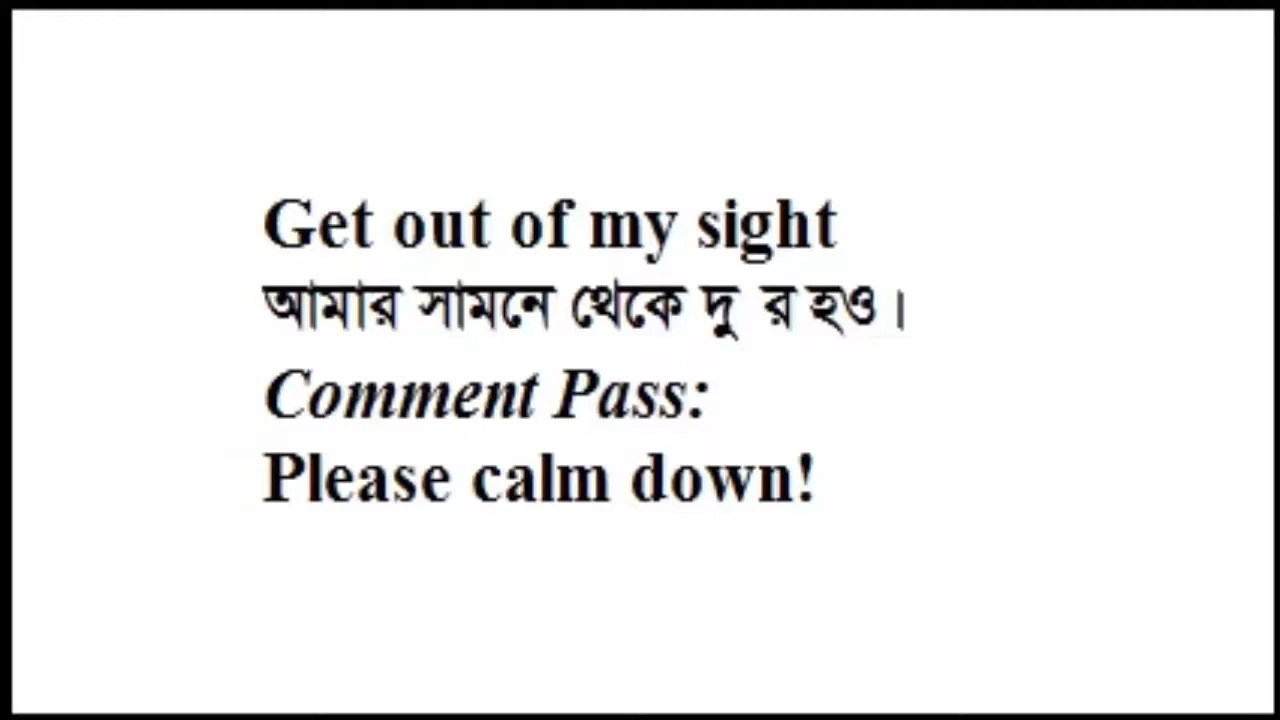 Get out of my sight
আমার সামনে থেকে দু র হও।
Comment Pass:
Please calm down!